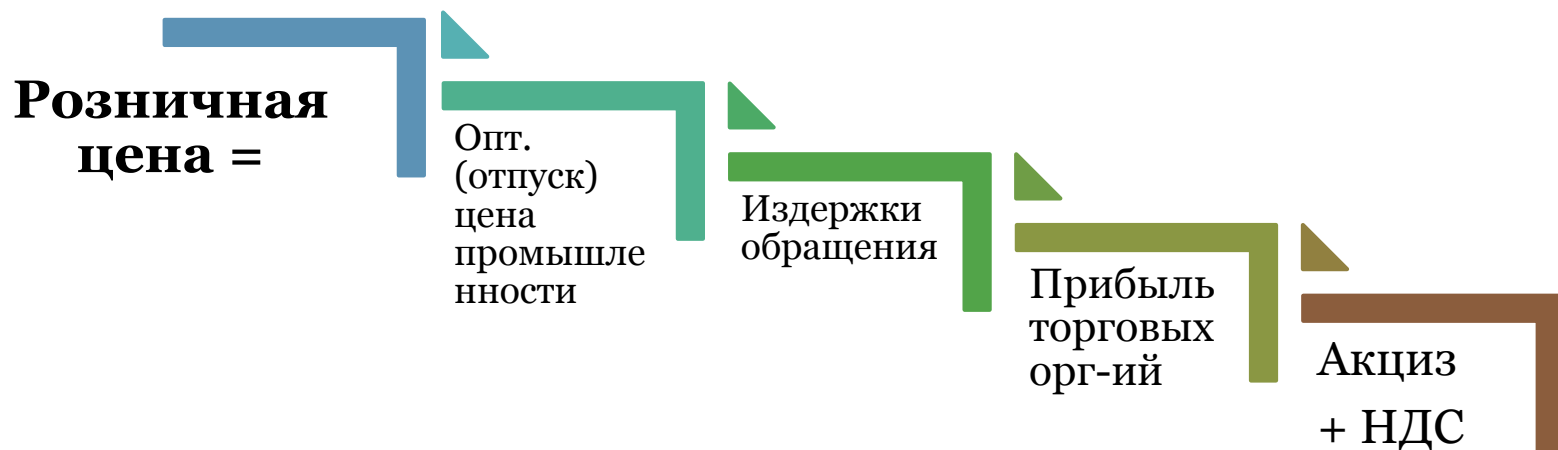 Розничная
цена =
Опт.
(отпуск)
цена
промышле
нности
Издержки
обращения
Прибыль
торговых
орг-ий
Акциз
+ НДС